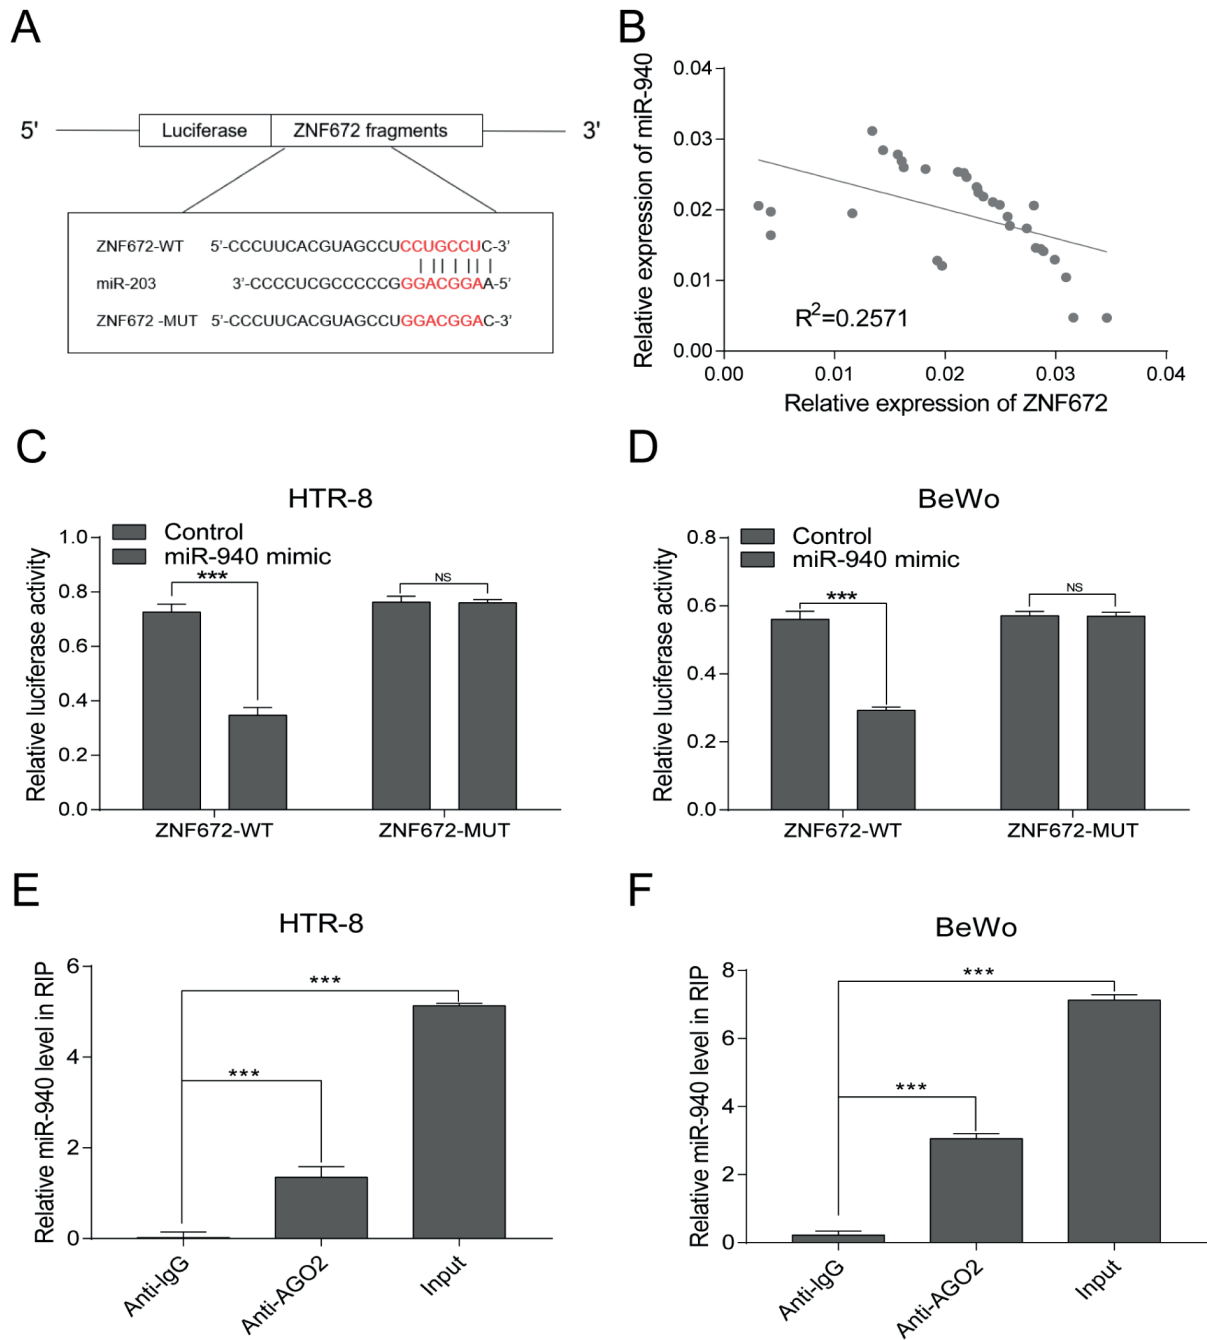 A
5'
Luciferase
ZNF672 fragments
3'
ZNF672-WT 5'-CCCUUCACGUAGCCUCCUGCCUC-3'
miR-203 3'-CCCCUCGCCCCCGGGACGGAA-5'
ZNF672 -MUT 5'-CCCUUCACGUAGCCUGGACGGAC-3'
B
Relative expression of miR-940
0.04
0.03
0.02
0.01
0.00
R2=0.2571
0.00 0.01 0.02 0.03 0.04
Relative expression of ZNF672
C
HTR-8
Relative luciferase activity
Control
miR-940 mimic
1.0
0.8
0.6
0.4
0.2
0.0
***
NS
ZNF672-WT ZNF672-MUT
D
BeWo
Relative luciferase activity
Control
miR-940 mimic
0.8
0.6
0.4
0.2
0.0
***
NS
ZNF672-WT ZNF672-MUT
E
HTR-8
Relative miR-940 level in RIP
6
4
2
0
***
***
Anti-IgG Anti-AGO2 Input
F
BeWo
Relative miR-940 level in RIP
8
6
4
2
0
***
***
Anti-IgG Anti-AGO2 Input